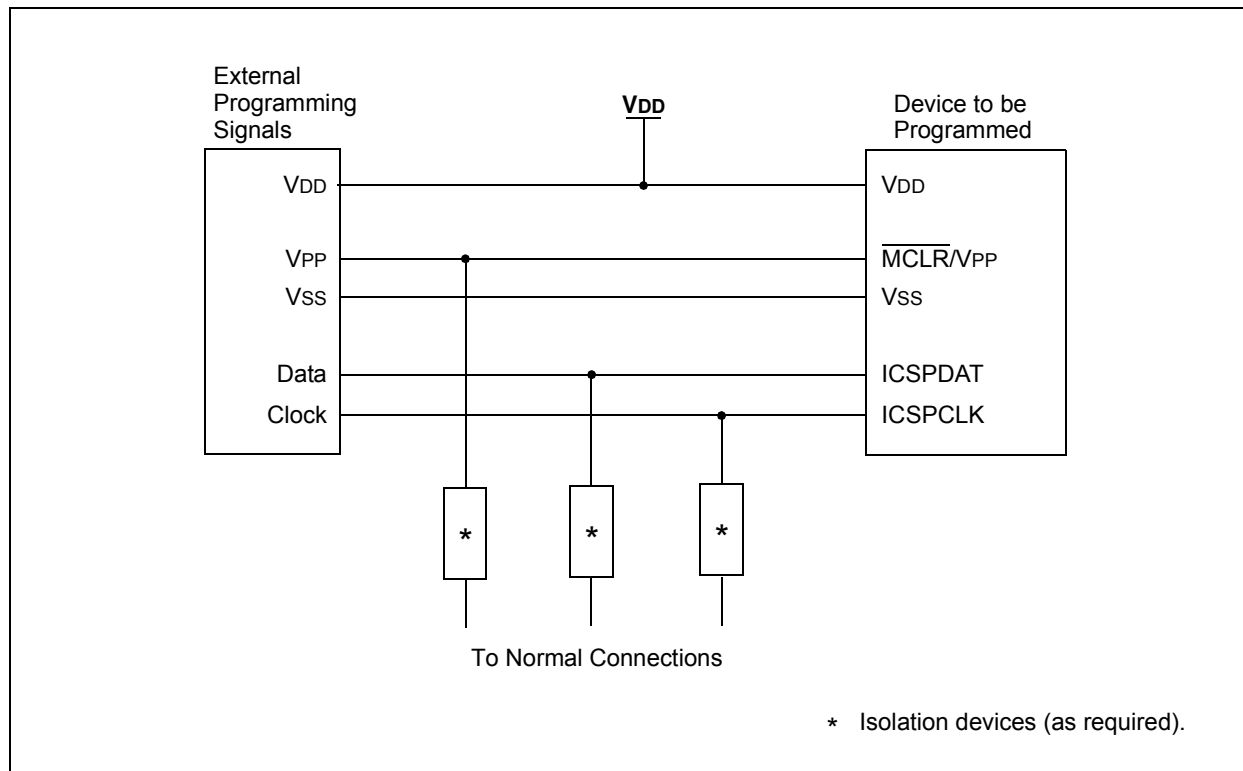 External
Programming
Signals
VDD
Device to be
Programmed
VDD
VDD
VPP
MCLR/VPP
VSS
VSS
Data
ICSPDAT
Clock
ICSPCLK
*
*
*
To Normal Connections
* Isolation devices (as required).